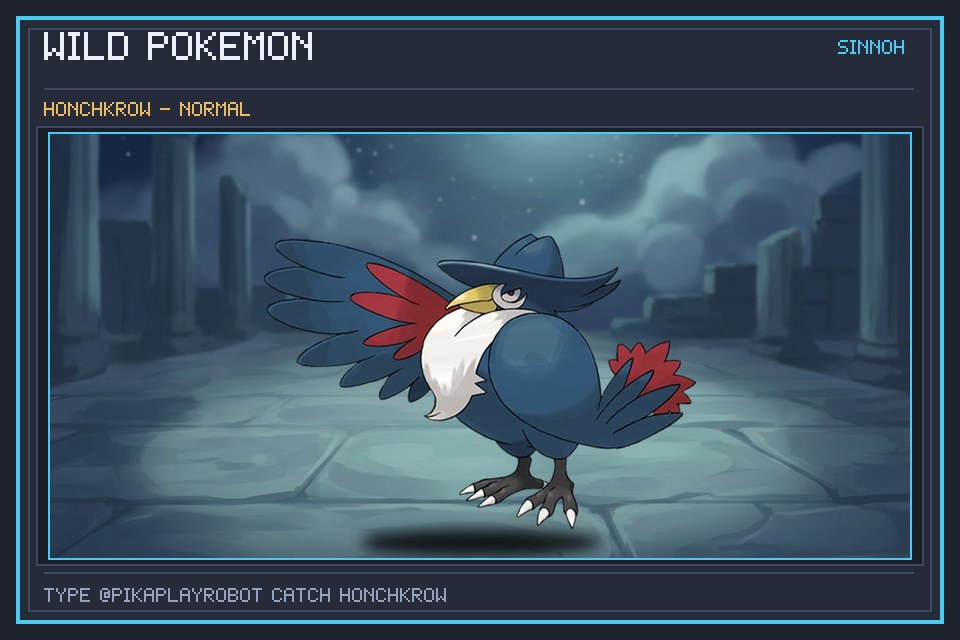 WILD POKEMON
SINNOH
HONCHKROW - NORMAL
TYPE @PIKAPLAYROBOT CATCH HONCHKROW